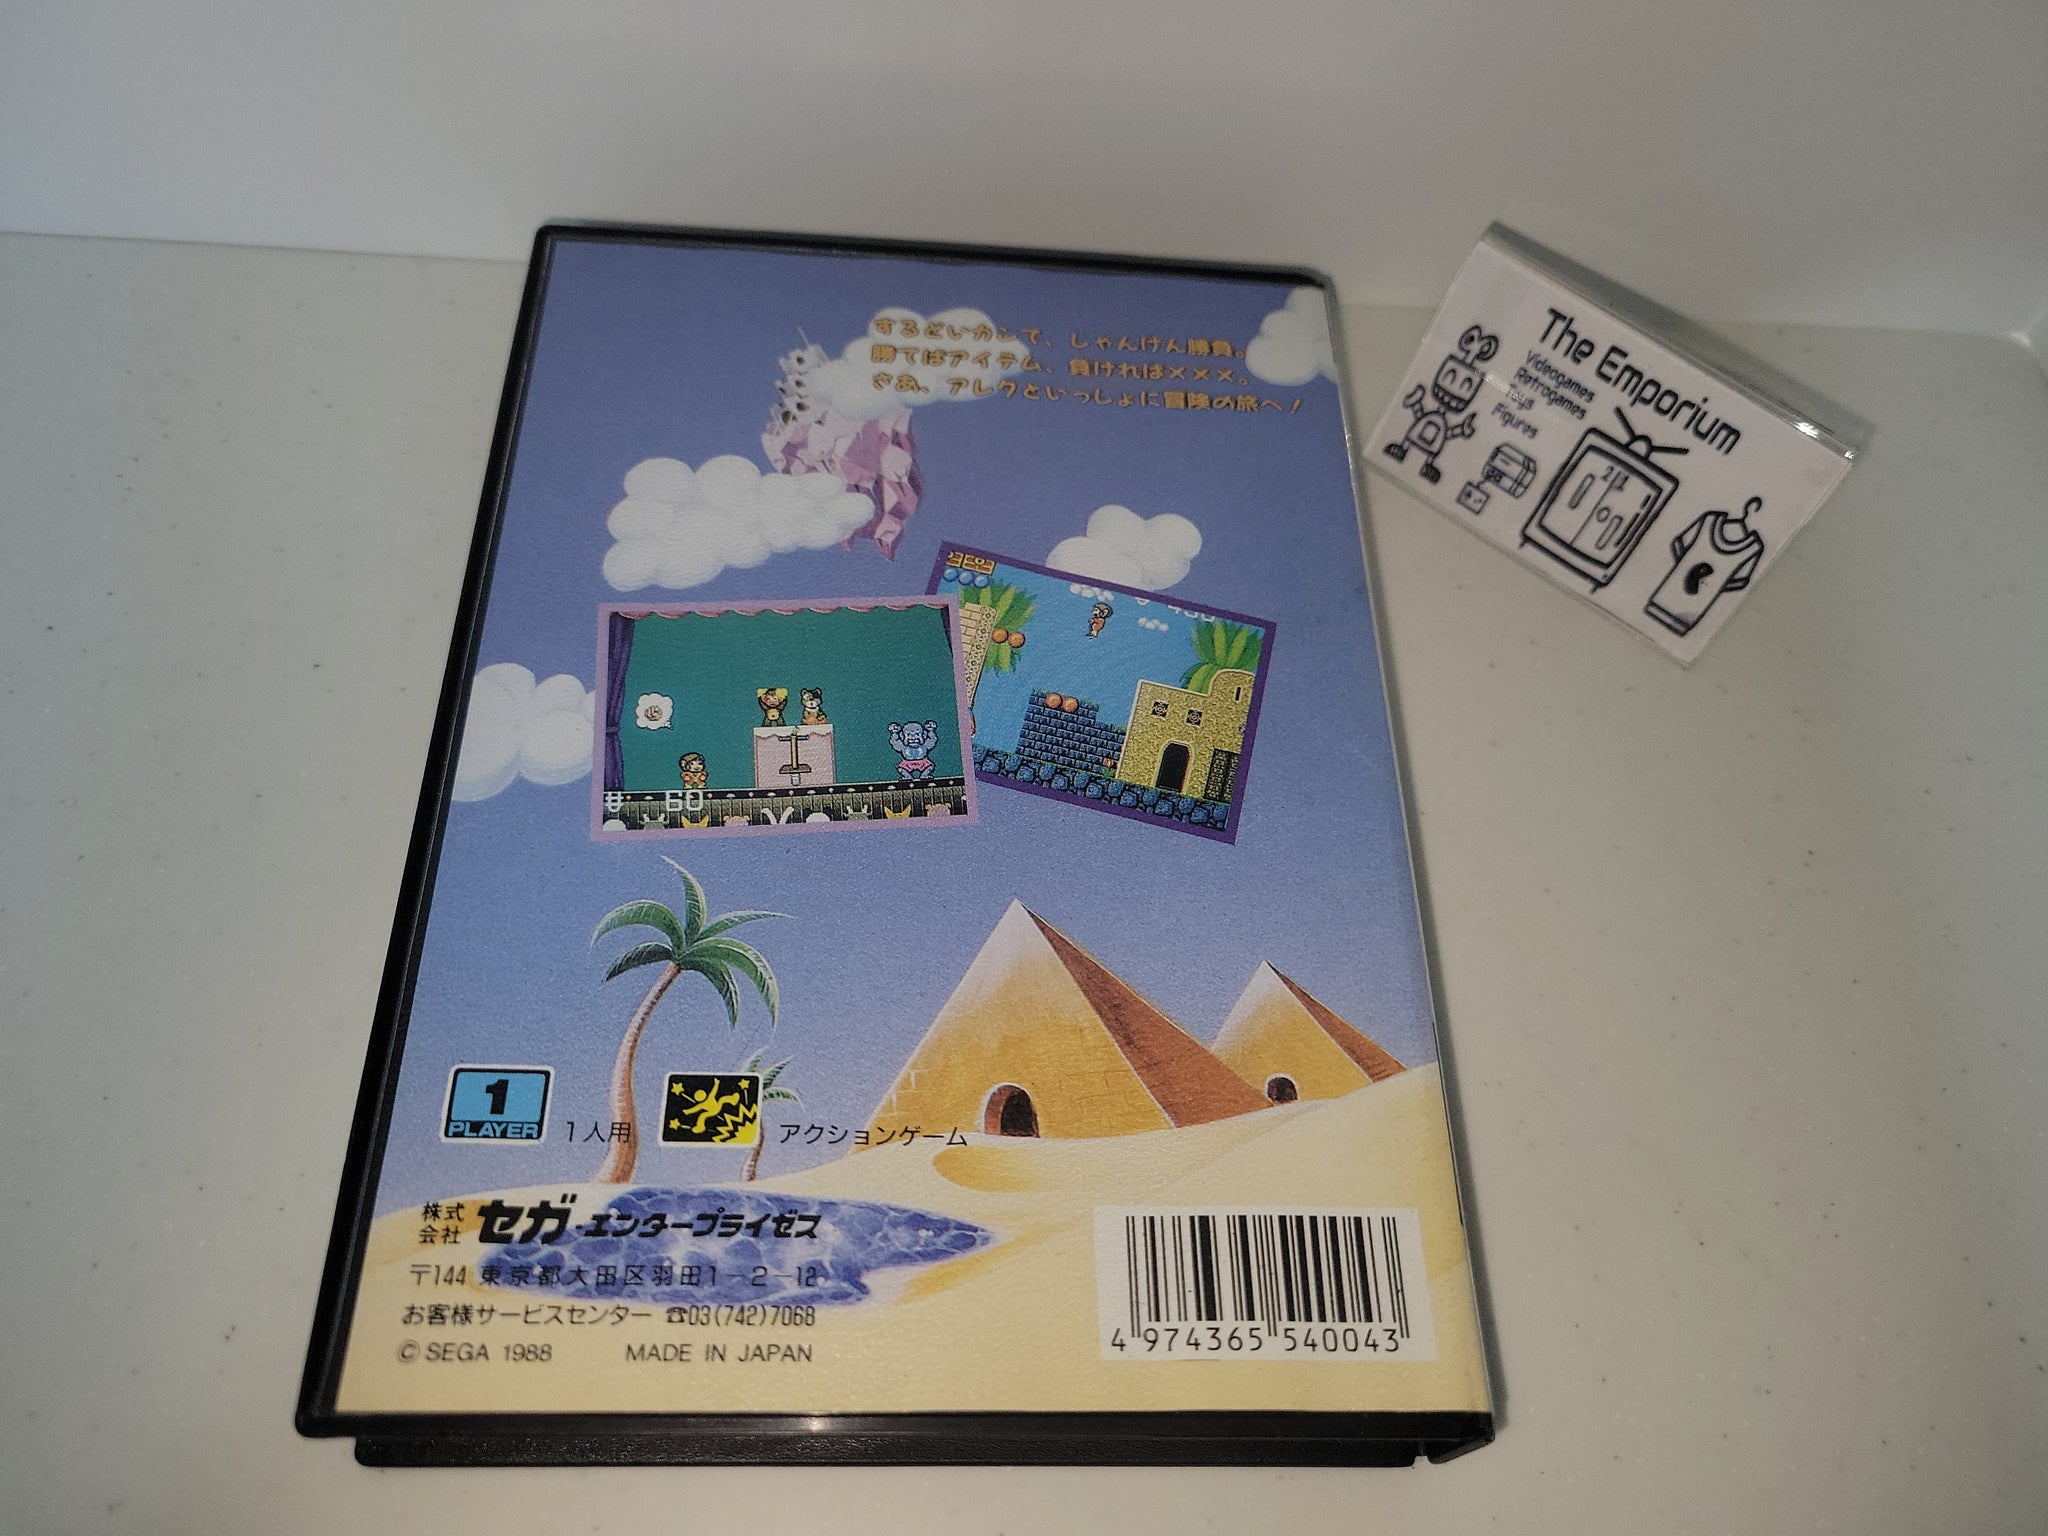 するどいカンで、じゃんけん勝負。
勝てばアイテム、負ければ×××。
さあ、アレクといっしょに冒険の旅へ!
The Emporium
Videogames
Retrogames
Toys
Figures
60
1
PLAYER
1人用
アクションゲーム
株式会社 セガ・エンタープライゼス
〒144 東京都大田区羽田1-2-12
お客様サービスセンター ☎03(742)7068
© SEGA 1988 MADE IN JAPAN
4 974365 540043